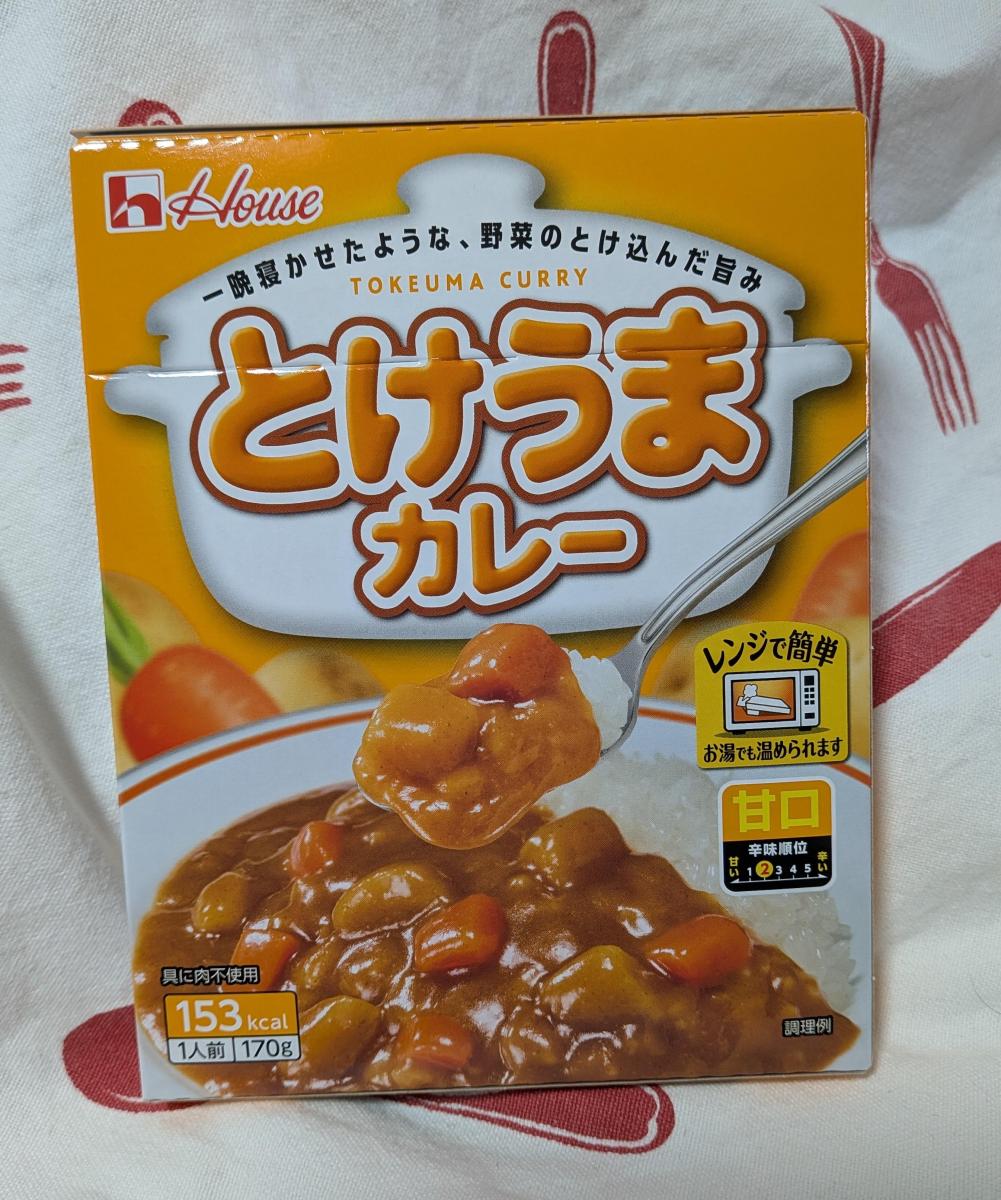 House
一晩寝かせたような、野菜のとけ込んだ旨み
TOKEUMA CURRY
とけうま
カレー
レンジで簡単
お湯でも温められます
甘口
辛味順位
甘い 1 2 3 4 5 辛い
具に肉不使用
153kcal
1人前 170g
調理例